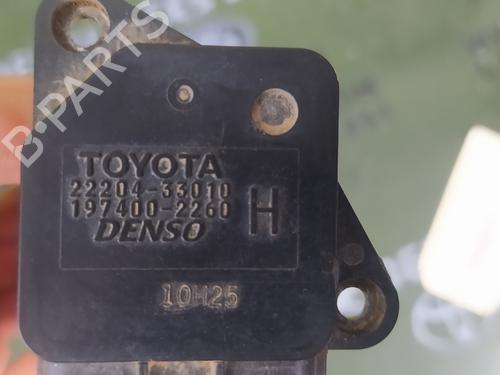 B-PARTS
TOYOTA
22204-33010
197400-2260
DENSO
H
10H25